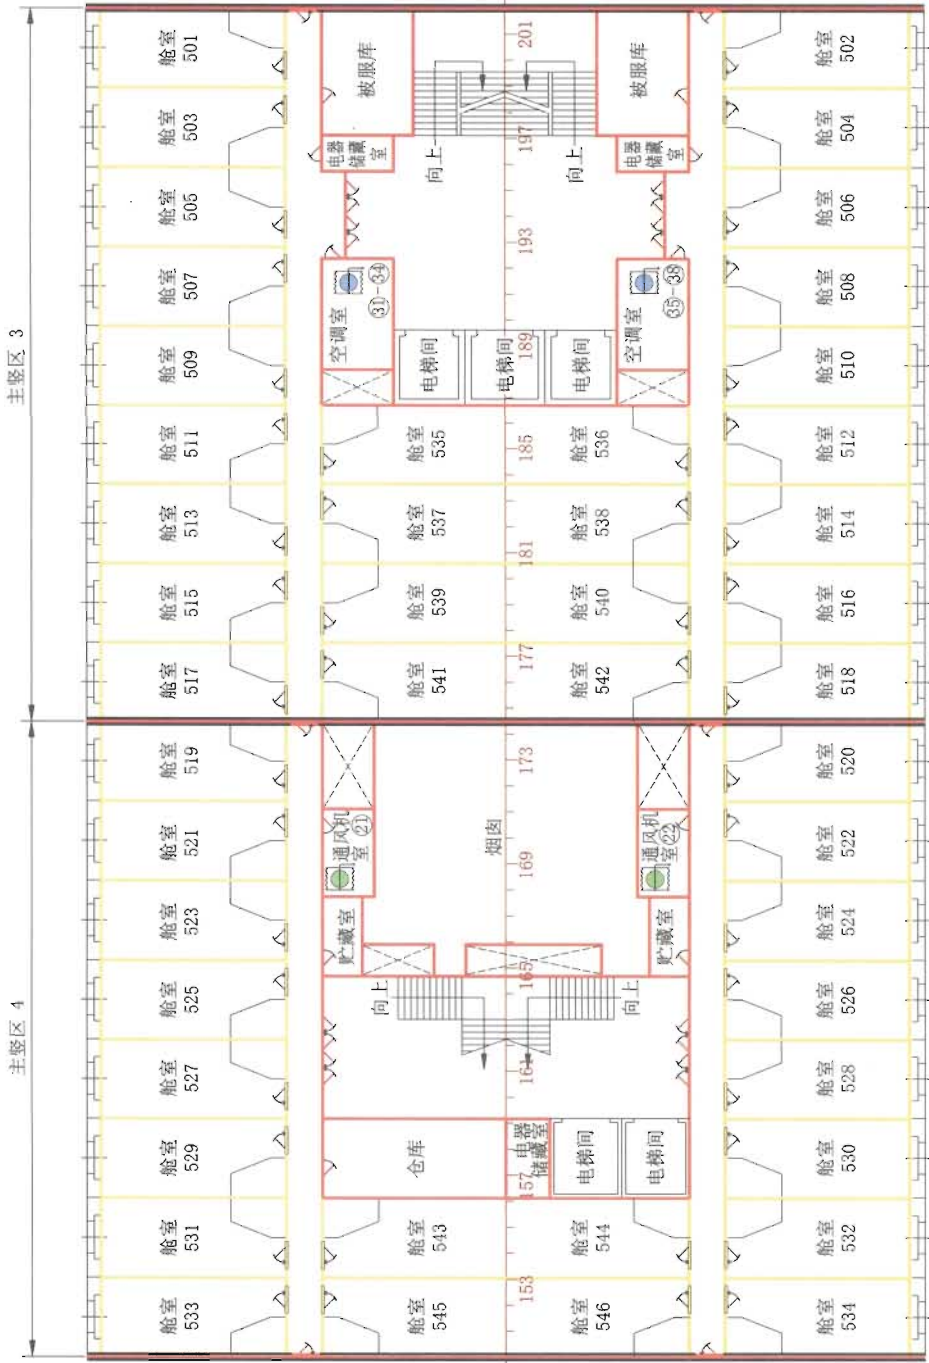 主竖区 4
主竖区 3
舱室
533
舱室
531
舱室
529
舱室
527
舱室
525
舱室
523
舱室
521
舱室
519
舱室
517
舱室
515
舱室
513
舱室
511
舱室
509
舱室
507
舱室
505
舱室
503
舱室
501
贮藏室
通风机
室㉑
空调室
㉛-㉞
电器
储藏
室
被服库
向上
向上
舱室
545
舱室
543
仓库
舱室
541
舱室
539
舱室
537
舱室
535
电梯间
电梯间
电梯间
烟囱
153
157
161
165
169
173
177
181
185
189
193
197
201
电器
储藏室
电梯间
电梯间
舱室
546
舱室
544
舱室
542
舱室
540
舱室
538
舱室
536
向上
向上
贮藏室
通风机
室㉒
空调室
㉟-㊳
电器
储藏
室
被服库
舱室
534
舱室
532
舱室
530
舱室
528
舱室
526
舱室
524
舱室
522
舱室
520
舱室
518
舱室
516
舱室
514
舱室
512
舱室
510
舱室
508
舱室
506
舱室
504
舱室
502